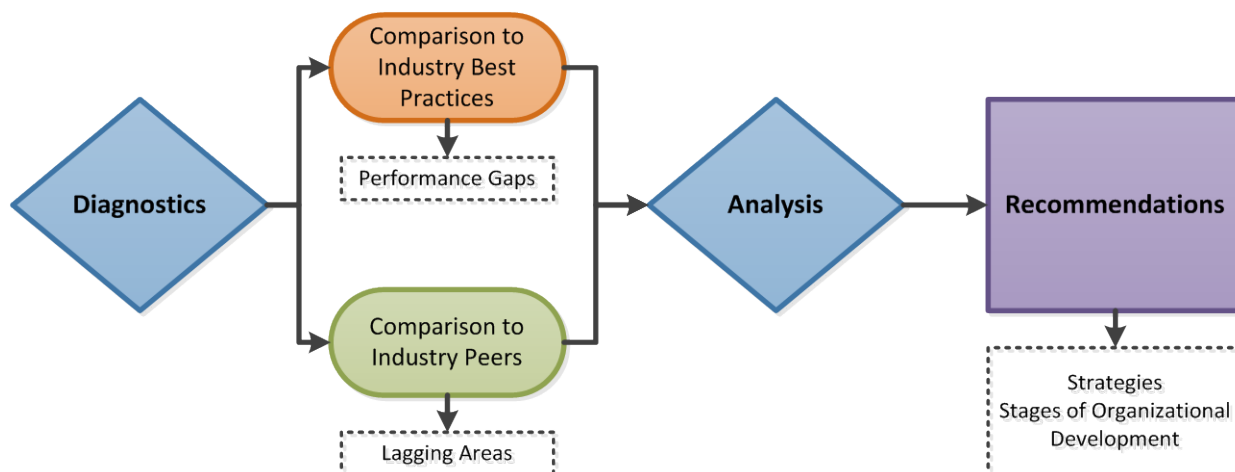 Diagnostics
Comparison to
Industry Best
Practices
Performance Gaps
Comparison to
Industry Peers
Lagging Areas
Analysis
Recommendations
Strategies
Stages of Organizational
Development